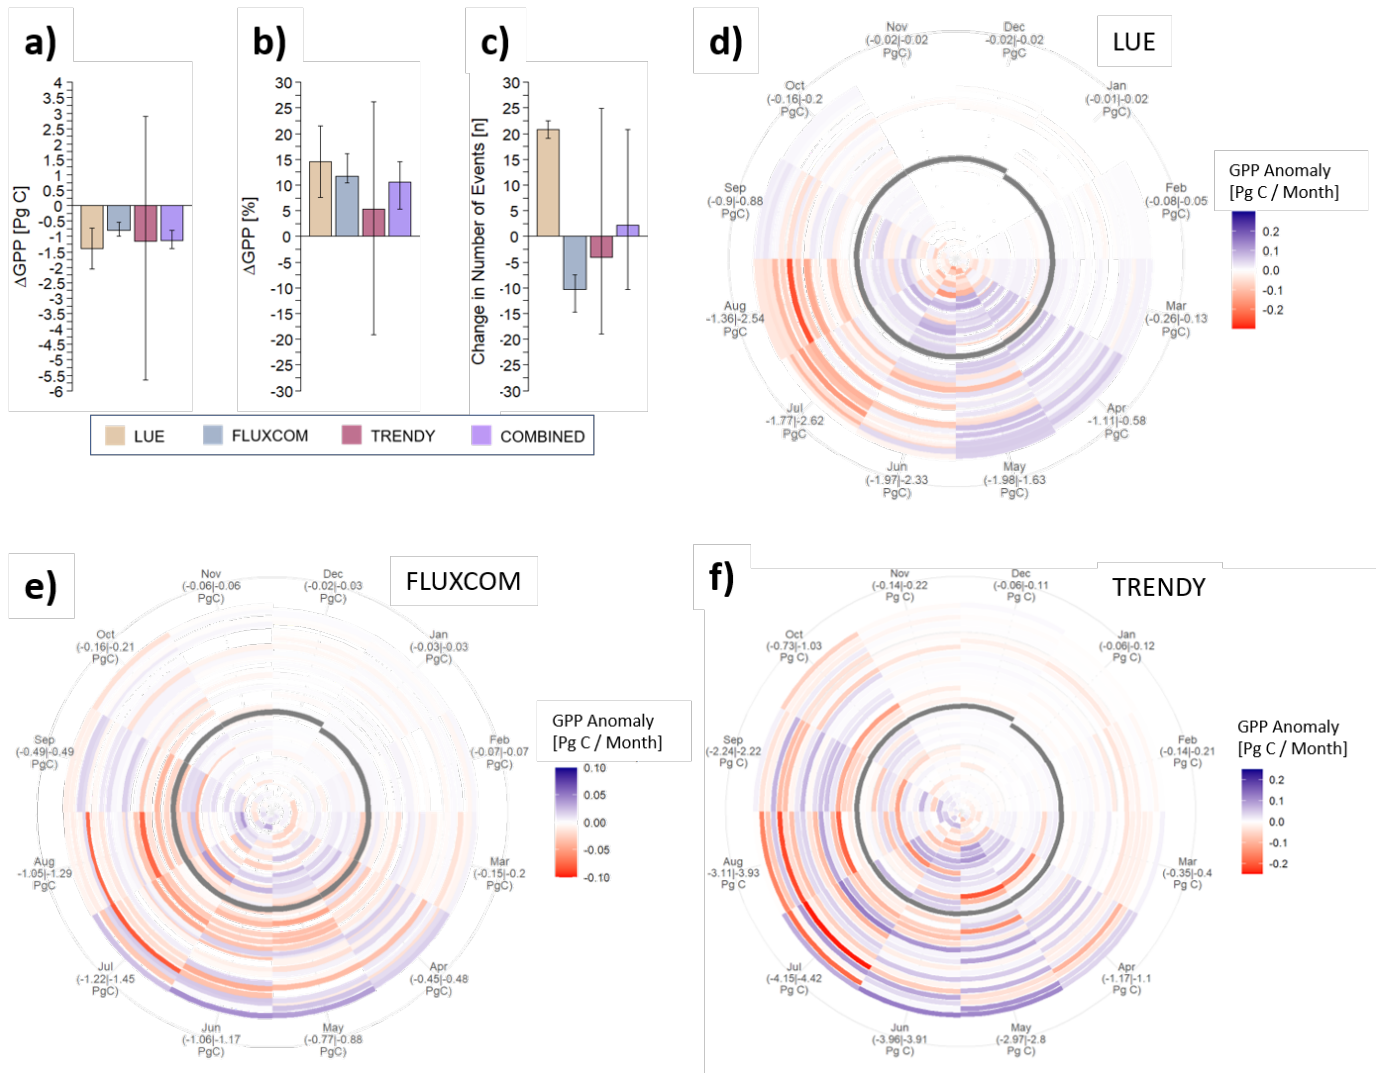 a)
4
3.5
3
2.5
2
1.5
1
0.5
0
-0.5
-1
-1.5
-2
-2.5
-3
-3.5
-4
-4.5
-5
-5.5
-6
ΔGPP [Pg C]
b)
30
25
20
15
10
5
0
-5
-10
-15
-20
-25
-30
ΔGPP [%]
c)
30
25
20
15
10
5
0
-5
-10
-15
-20
-25
-30
Change in Number of Events [n]
LUE
FLUXCOM
TRENDY
COMBINED
d)
LUE
Nov
(-0.02|-0.02
PgC)
Dec
-0.02|-0.02
PgC)
Jan
(-0.01|-0.02
PgC)
Feb
(-0.08|-0.05
PgC)
Mar
(-0.26|-0.13
PgC)
Apr
-1.11|-0.58
PgC)
May
(-1.98|-1.63
PgC)
Jun
(-1.97|-2.33
PgC)
Jul
-1.77|-2.62
PgC
Aug
-1.36|-2.54
PgC
Sep
(-0.9|-0.88
PgC)
Oct
(-0.16|-0.2
PgC)
GPP Anomaly
[Pg C / Month]
0.2
0.1
0.0
-0.1
-0.2
e)
FLUXCOM
Nov
(-0.06|-0.06
PgC)
Dec
(-0.02|-0.03
PgC)
Jan
(-0.03|-0.03
PgC)
Feb
(-0.07|-0.07
PgC)
Mar
(-0.15|-0.2
PgC)
Apr
(-0.45|-0.48
PgC)
May
(-0.77|-0.88
PgC)
Jun
(-1.06|-1.17
PgC)
Jul
(-1.22|-1.45
PgC)
Aug
-1.05|-1.29
PgC
Sep
(-0.49|-0.49
PgC)
Oct
(-0.16|-0.21
PgC)
GPP Anomaly
[Pg C / Month]
0.10
0.05
0.00
-0.05
-0.10
f)
TRENDY
Nov
(-0.14|-0.22
Pg C)
Dec
(-0.06|-0.11
Pg C)
Jan
(-0.06|-0.12
Pg C)
Feb
(-0.14|-0.21
Pg C)
Mar
(-0.35|-0.4
Pg C)
Apr
(-1.17|-1.1
Pg C)
May
(-2.97|-2.8
Pg C)
Jun
(-3.96|-3.91
Pg C)
Jul
(-4.15|-4.42
Pg C)
Aug
-3.11|-3.93
Pg C
Sep
(-2.24|-2.22
Pg C)
Oct
(-0.73|-1.03
Pg C)
GPP Anomaly
[Pg C / Month]
0.2
0.1
0.0
-0.1
-0.2